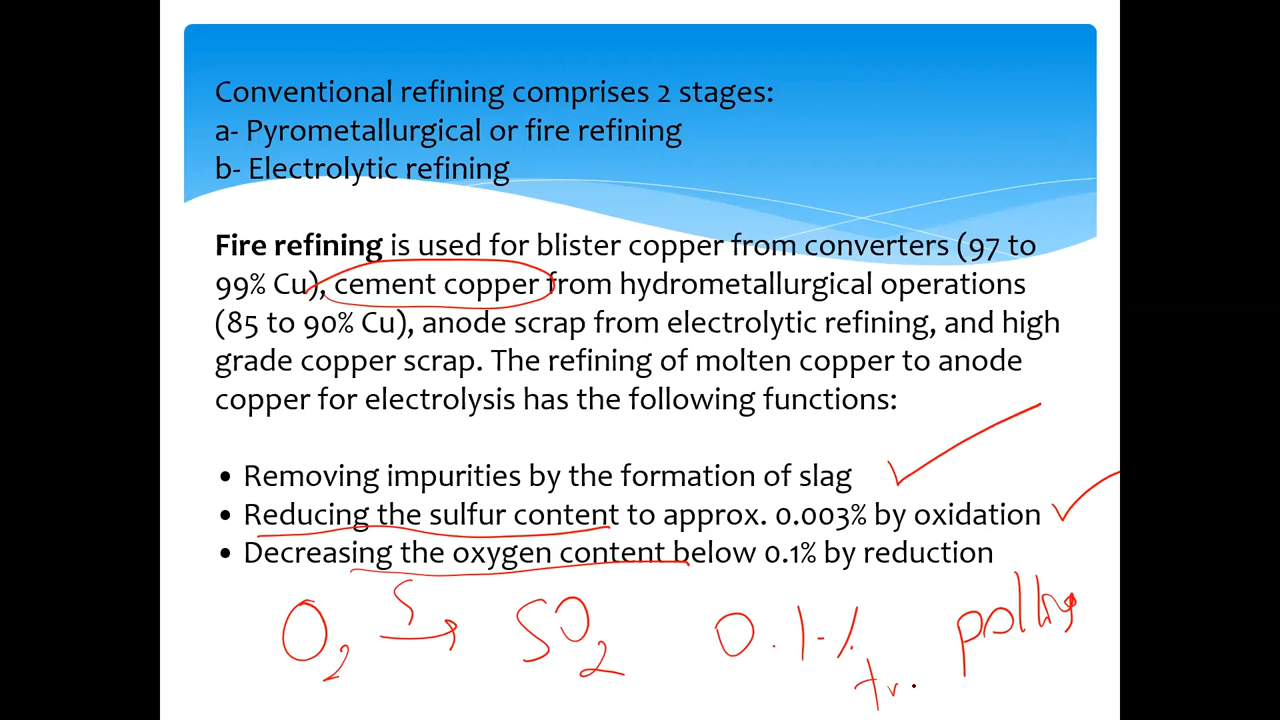 Conventional refining comprises 2 stages:
a- Pyrometallurgical or fire refining
b- Electrolytic refining
Fire refining is used for blister copper from converters (97 to
99% Cu), cement copper from hydrometallurgical operations
(85 to 90% Cu), anode scrap from electrolytic refining, and high
grade copper scrap. The refining of molten copper to anode
copper for electrolysis has the following functions:
• Removing impurities by the formation of slag
• Reducing the sulfur content to approx. 0.003% by oxidation
• Decreasing the oxygen content below 0.1% by reduction
S
O2 → SO2 0.1%